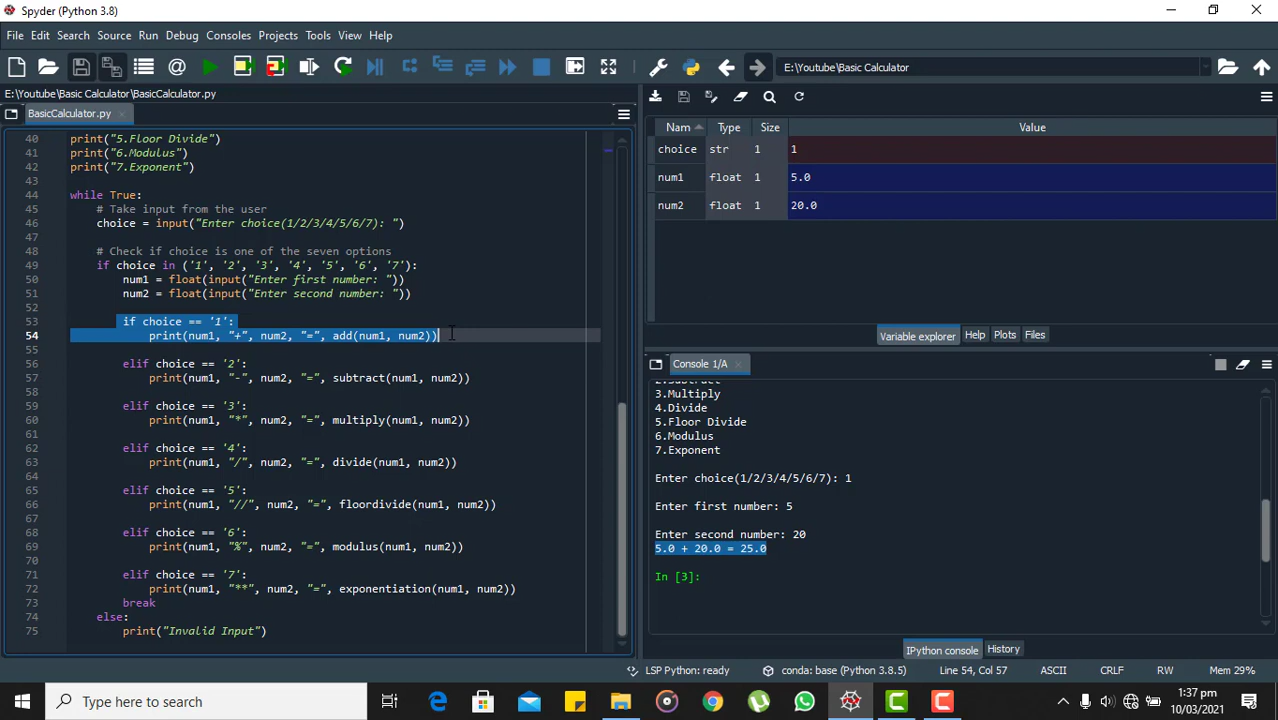 Spyder (Python 3.8)
File Edit Search Source Run Debug Consoles Projects Tools View Help
E:\Youtube\Basic Calculator
E:\Youtube\Basic Calculator\BasicCalculator.py
BasicCalculator.py
40 print("5.Floor Divide")
41 print("6.Modulus")
42 print("7.Exponent")
43
44 while True:
45 # Take input from the user
46 choice = input("Enter choice(1/2/3/4/5/6/7): ")
47
48 # Check if choice is one of the seven options
49 if choice in ('1', '2', '3', '4', '5', '6', '7'):
50 num1 = float(input("Enter first number: "))
51 num2 = float(input("Enter second number: "))
52
53 if choice == '1':
54 print(num1, "+", num2, "=", add(num1, num2))
55
56 elif choice == '2':
57 print(num1, "-", num2, "=", subtract(num1, num2))
58
59 elif choice == '3':
60 print(num1, "*", num2, "=", multiply(num1, num2))
61
62 elif choice == '4':
63 print(num1, "/", num2, "=", divide(num1, num2))
64
65 elif choice == '5':
66 print(num1, "//", num2, "=", floordivide(num1, num2))
67
68 elif choice == '6':
69 print(num1, "%", num2, "=", modulus(num1, num2))
70
71 elif choice == '7':
72 print(num1, "**", num2, "=", exponentiation(num1, num2))
73 break
74 else:
75 print("Invalid Input")
Nam Type Size Value
choice str 1 1
num1 float 1 5.0
num2 float 1 20.0
Variable explorer Help Plots Files
Console 1/A
2.Subtract
3.Multiply
4.Divide
5.Floor Divide
6.Modulus
7.Exponent
Enter choice(1/2/3/4/5/6/7): 1
Enter first number: 5
Enter second number: 20
5.0 + 20.0 = 25.0
In [3]:
IPython console History
LSP Python: ready conda: base (Python 3.8.5) Line 54, Col 57 ASCII CRLF RW Mem 29%
Type here to search
1:37 pm
10/03/2021